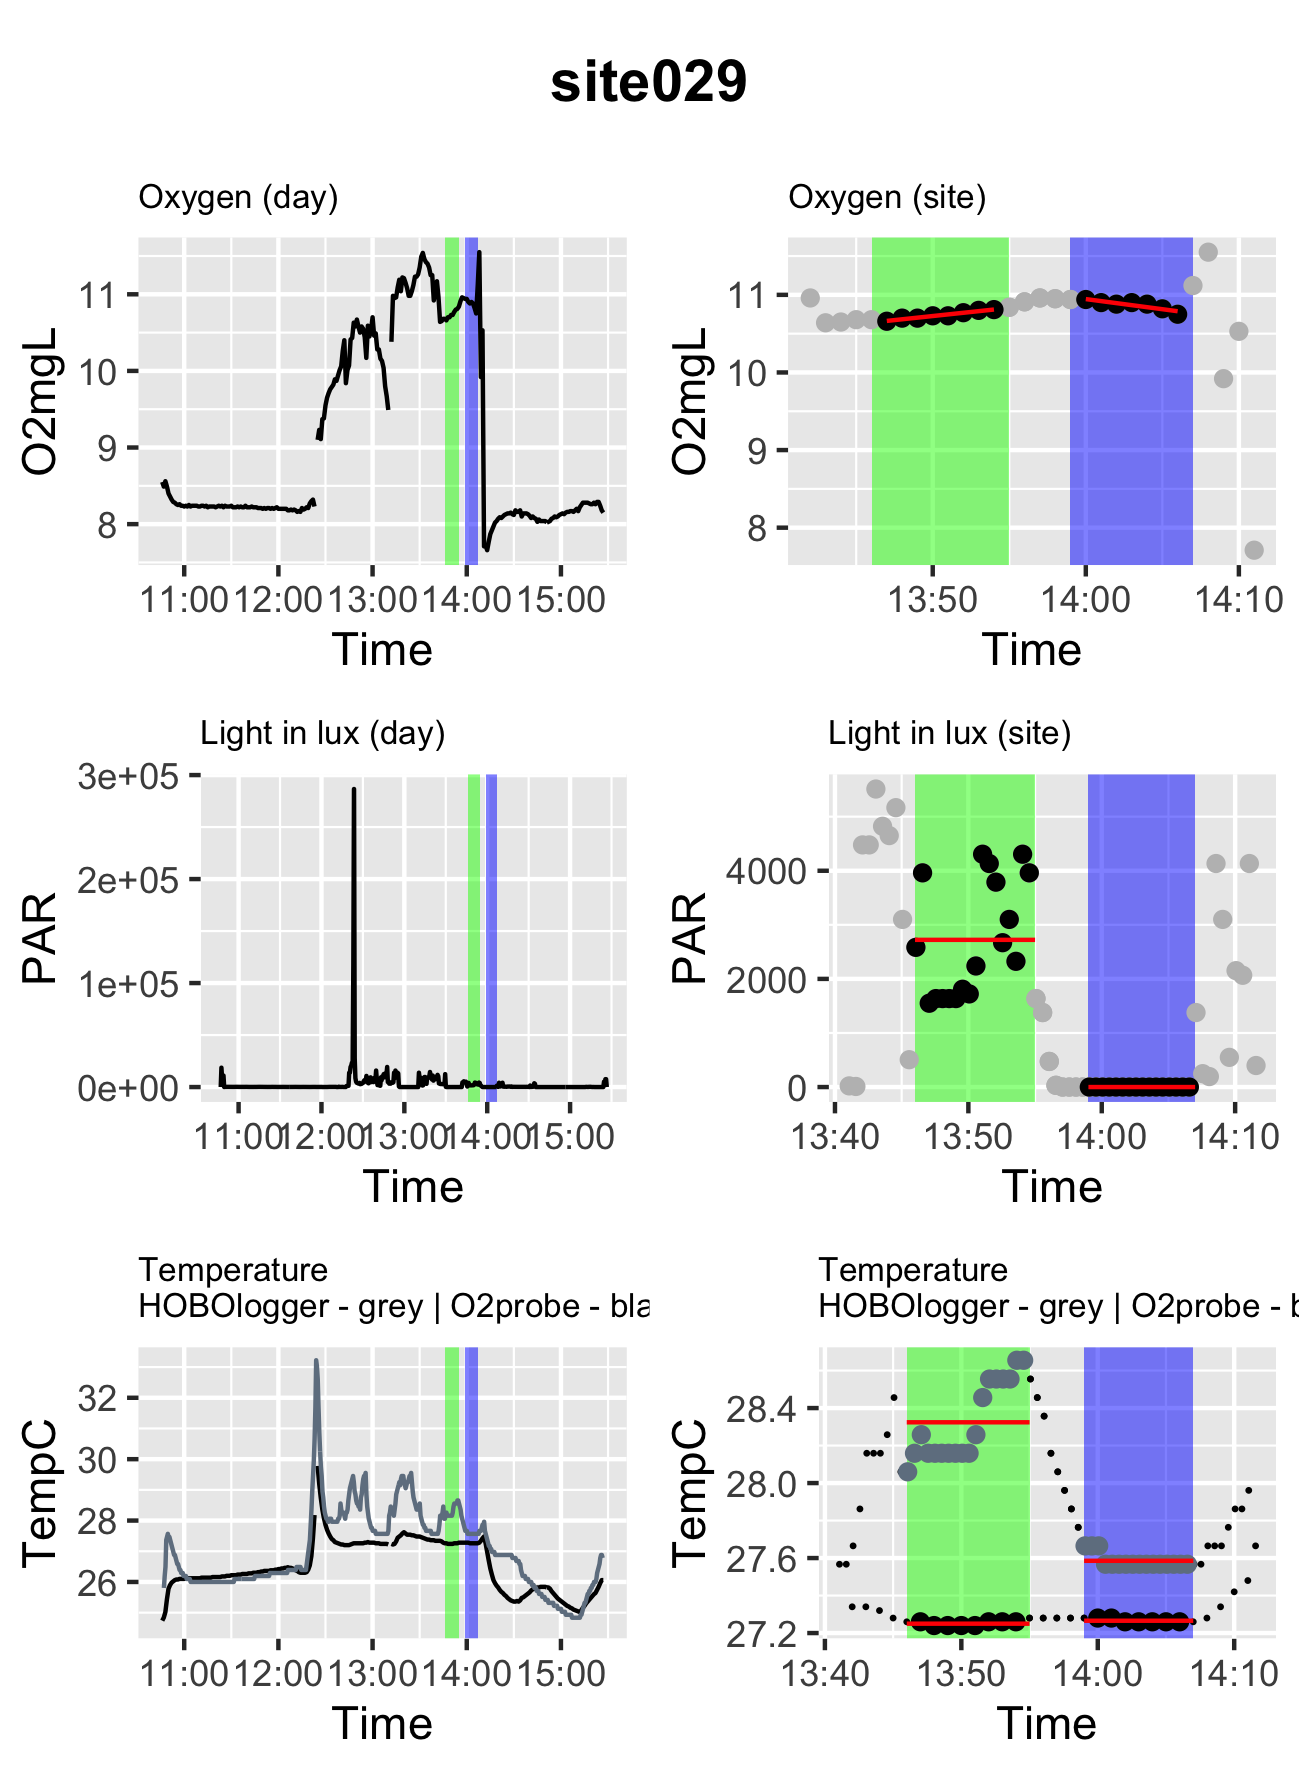 site029
Oxygen (day)
O2mgL
11
10
9
8
11:00 12:00 13:00 14:00 15:00
Time
Oxygen (site)
O2mgL
11
10
9
8
13:50 14:00 14:10
Time
Light in lux (day)
PAR
3e+05
2e+05
1e+05
0e+00
11:00 12:00 13:00 14:00 15:00
Time
Light in lux (site)
PAR
4000
2000
0
13:40 13:50 14:00 14:10
Time
Temperature
HOBOlogger - grey | O2probe - bla
TempC
32
30
28
26
11:00 12:00 13:00 14:00 15:00
Time
Temperature
HOBOlogger - grey | O2probe - b
TempC
28.4
28.0
27.6
27.2
13:40 13:50 14:00 14:10
Time